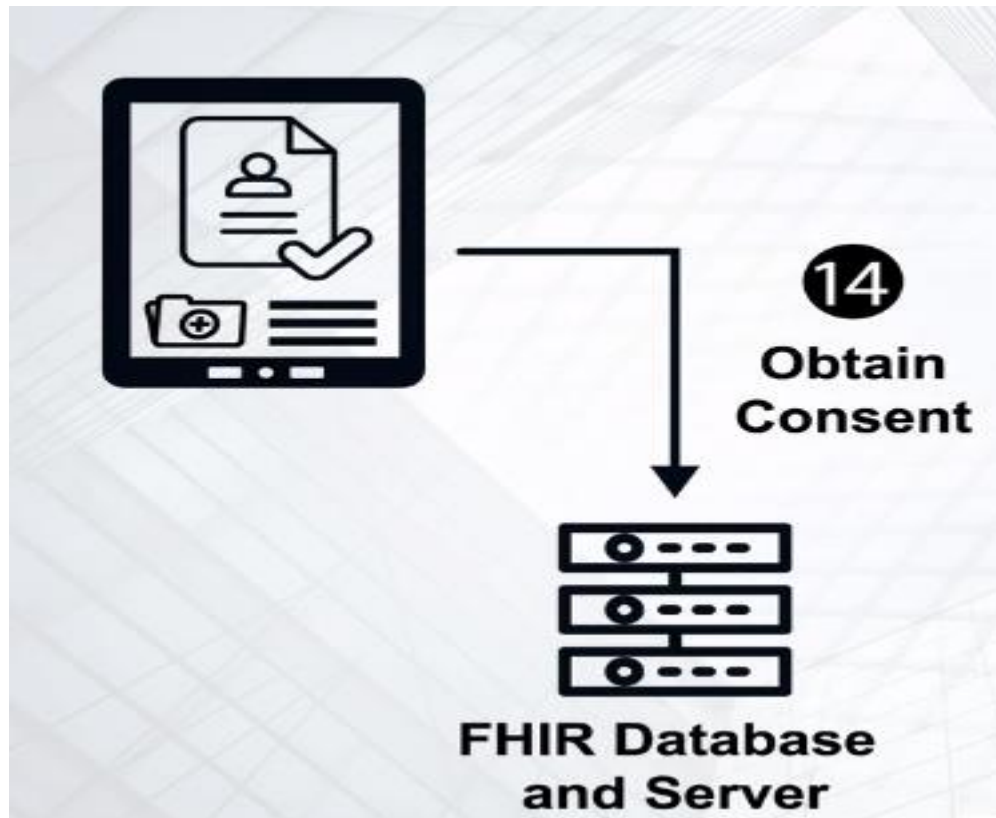 14
Obtain
Consent
FHIR Database
and Server